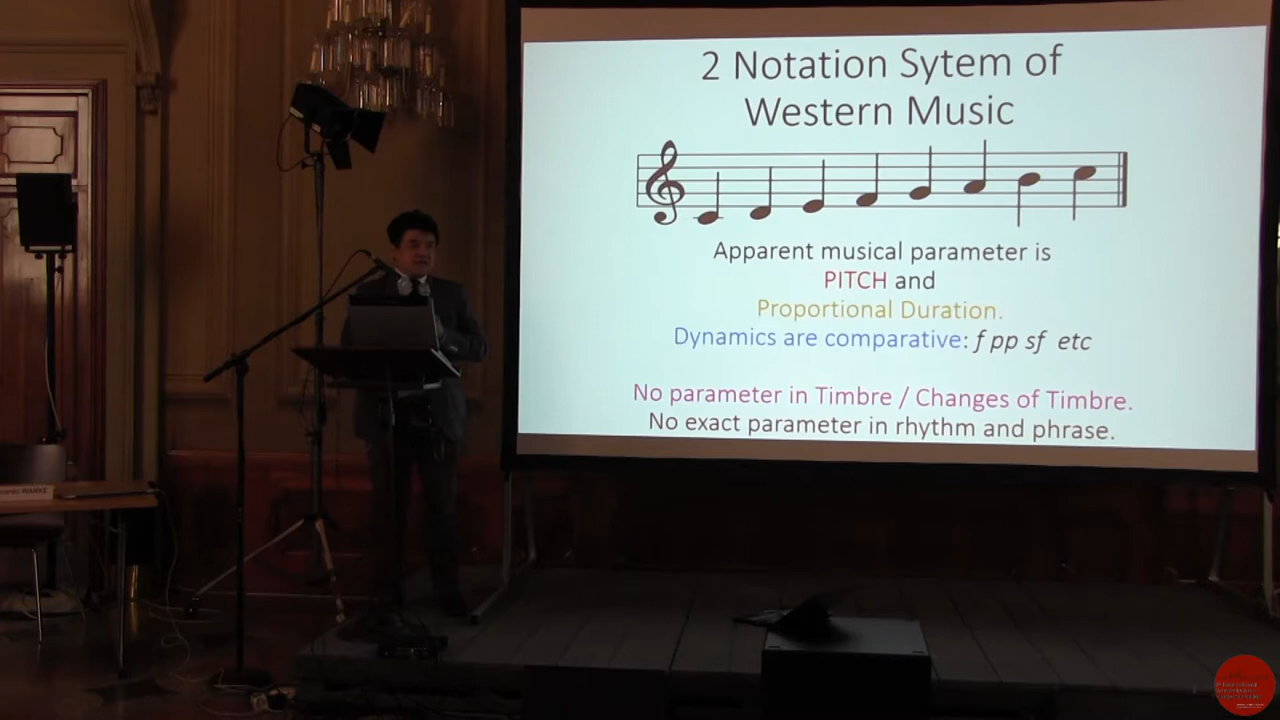 2 Notation Sytem of
Western Music
Apparent musical parameter is
PITCH and
Proportional Duration.
Dynamics are comparative: f pp sf etc
No parameter in Timbre / Changes of Timbre.
No exact parameter in rhythm and phrase.